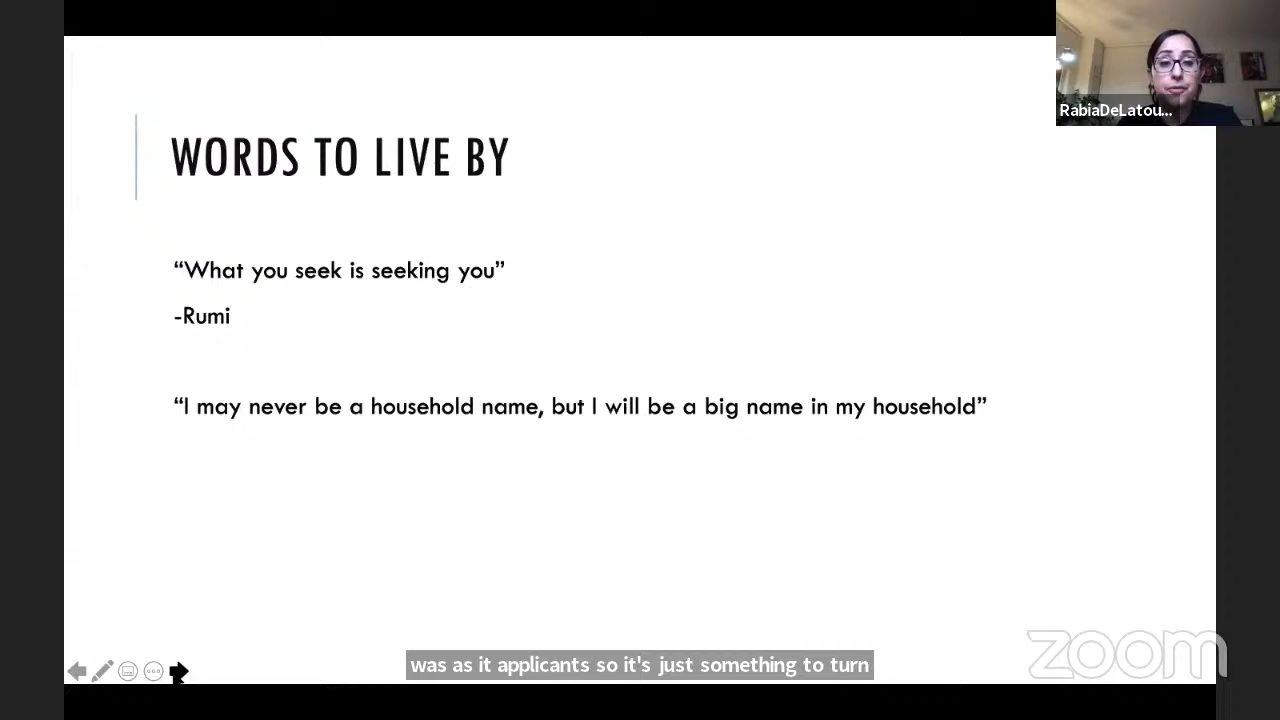 RabiaDeLatou...
WORDS TO LIVE BY
“What you seek is seeking you”
-Rumi
“I may never be a household name, but I will be a big name in my household”
was as it applicants so it's just something to turn
zoom